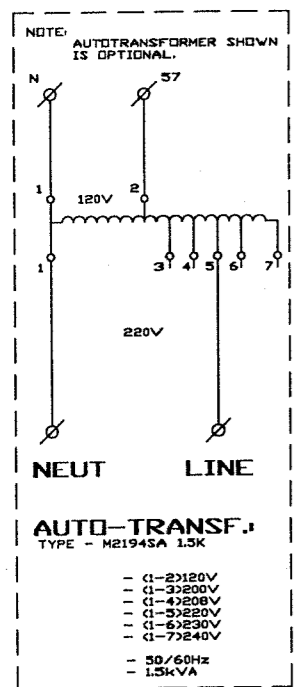 NOTE:
AUTOTRANSFORMER SHOWN
IS OPTIONAL.
N 57
1 120V 2
1 3 4 5 6 7
220V
NEUT LINE
AUTO-TRANSF.:
TYPE - M2194SA 1.5K
- (1-2)120V
- (1-3)200V
- (1-4)208V
- (1-5)220V
- (1-6)230V
- (1-7)240V
- 50/60Hz
- 1.5kVA